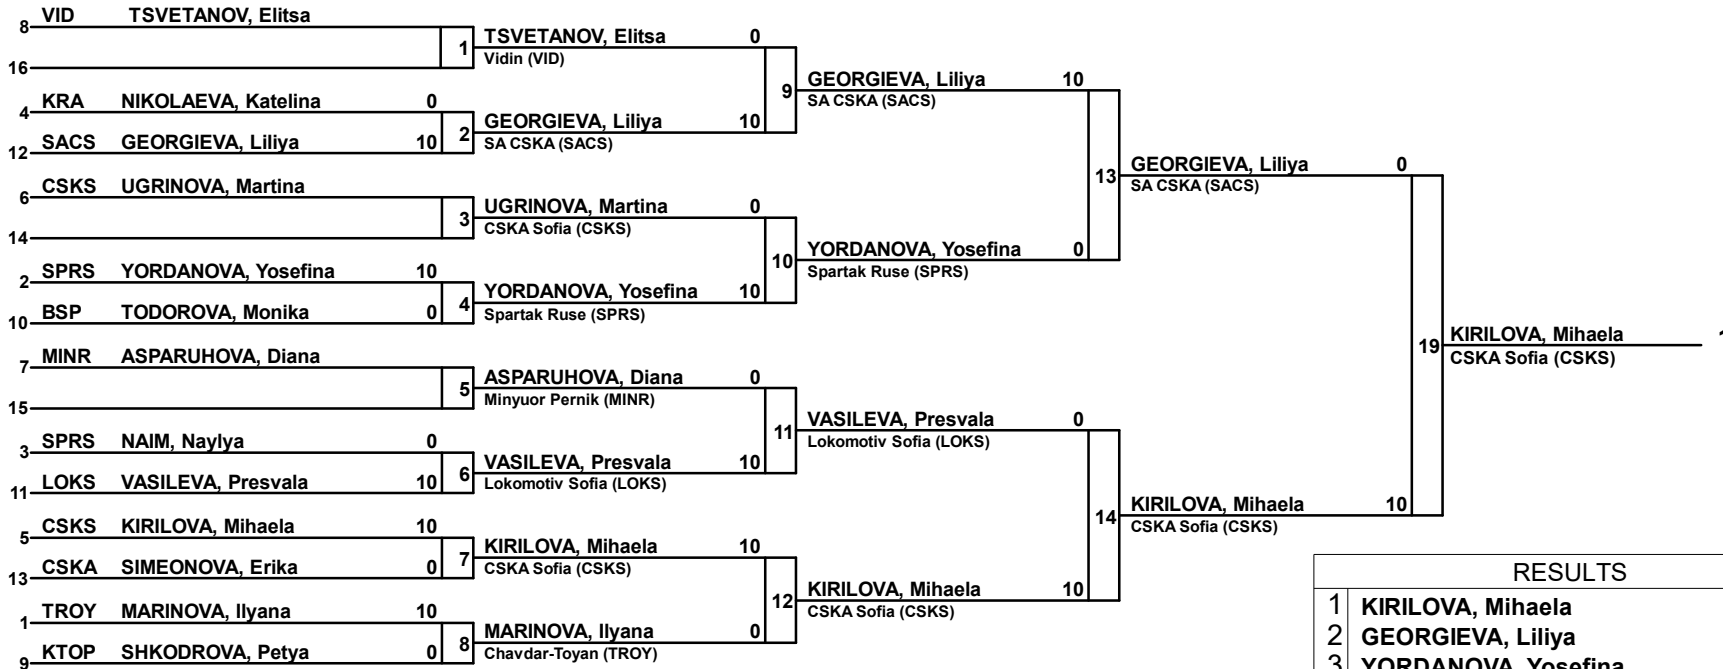 VID TSVETANOV, Elitsa
8
16
KRA NIKOLAEVA, Katelina 0
4
SACS GEORGIEVA, Liliya 10
12
CSKS UGRINOVA, Martina
6
14
SPRS YORDANOVA, Yosefina 10
2
BSP TODOROVA, Monika 0
10
MINR ASPARUHOVA, Diana
7
15
SPRS NAIM, Naylya 0
3
LOKS VASILEVA, Presvala 10
11
CSKS KIRILOVA, Mihaela 10
5
CSKA SIMEONOVA, Erika 0
13
TROY MARINOVA, Ilyana 10
1
KTOP SHKODROVA, Petya 0
9
1 TSVETANOV, Elitsa 0
Vidin (VID)
2 GEORGIEVA, Liliya 10
SA CSKA (SACS)
3 UGRINOVA, Martina 0
CSKA Sofia (CSKS)
4 YORDANOVA, Yosefina 10
Spartak Ruse (SPRS)
5 ASPARUHOVA, Diana 0
Minyuor Pernik (MINR)
6 VASILEVA, Presvala 10
Lokomotiv Sofia (LOKS)
7 KIRILOVA, Mihaela 10
CSKA Sofia (CSKS)
8 MARINOVA, Ilyana 0
Chavdar-Toyan (TROY)
9 GEORGIEVA, Liliya 10
SA CSKA (SACS)
10 YORDANOVA, Yosefina 0
Spartak Ruse (SPRS)
11 VASILEVA, Presvala 0
Lokomotiv Sofia (LOKS)
12 KIRILOVA, Mihaela 10
CSKA Sofia (CSKS)
13 GEORGIEVA, Liliya 0
SA CSKA (SACS)
14 KIRILOVA, Mihaela 10
CSKA Sofia (CSKS)
19 KIRILOVA, Mihaela
CSKA Sofia (CSKS)
RESULTS
1 KIRILOVA, Mihaela
2 GEORGIEVA, Liliya
3 YORDANOVA, Yosefina